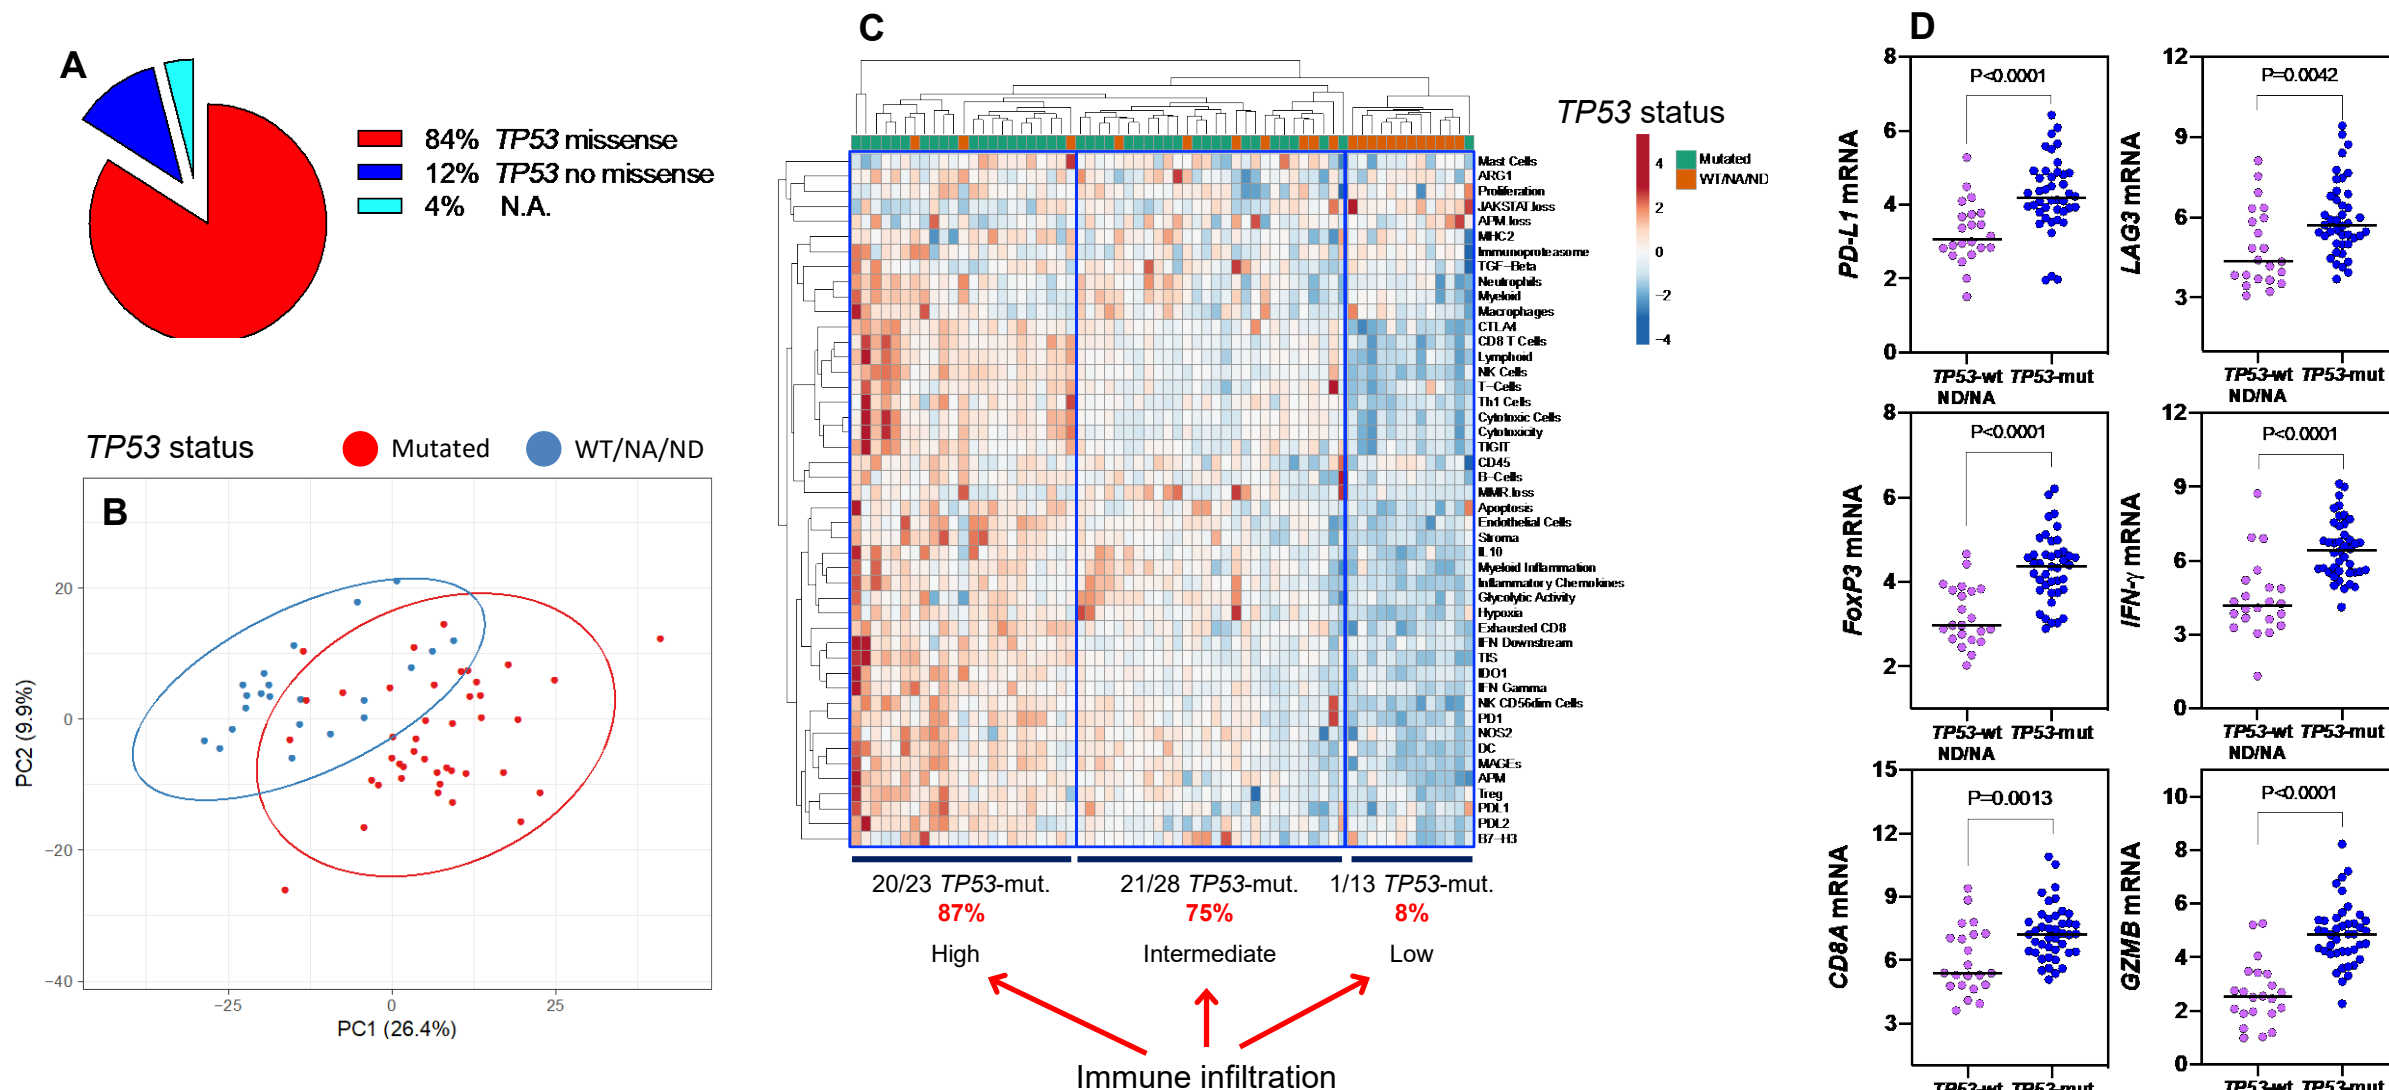 A
84% TP53 missense
12% TP53 no missense
4% N.A.
TP53 status
Mutated
WT/NA/ND
B
PC2 (9.9%)
20
0
−20
−40
−25
0
25
PC1 (26.4%)
C
TP53 status
4
2
0
−2
−4
Mutated
WT/NA/ND
Mast Cells
ARG1
Proliferation
JAKSTAT.loss
APM.loss
MHC2
Immunoproteasome
TGF−Beta
Neutrophils
Myeloid
Macrophages
CTLA4
CD8 T Cells
Lymphoid
NK Cells
T−Cells
Th1 Cells
Cytotoxic Cells
Cytotoxicity
TIGIT
CD45
B−Cells
MMR.loss
Apoptosis
Endothelial Cells
Stroma
IL10
Myeloid Inflammation
Inflammatory Chemokines
Glycolytic Activity
Hypoxia
Exhausted CD8
IFN Downstream
TIS
IDO1
IFN Gamma
NK CD56dim Cells
PD1
NOS2
DC
MAGEs
APM
Treg
PDL1
PDL2
B7−H3
20/23 TP53-mut.
87%
High
21/28 TP53-mut.
75%
Intermediate
1/13 TP53-mut.
8%
Low
Immune infiltration
D
PD-L1 mRNA
8
6
4
2
0
P<0.0001
TP53-wt TP53-mut
ND/NA
LAG3 mRNA
12
9
6
3
P=0.0042
TP53-wt TP53-mut
ND/NA
FoxP3 mRNA
8
6
4
2
P<0.0001
TP53-wt TP53-mut
ND/NA
IFN-γ mRNA
12
9
6
3
0
P<0.0001
TP53-wt TP53-mut
ND/NA
CD8A mRNA
15
12
9
6
3
P=0.0013
TP53-wt TP53-mut
GZMB mRNA
10
8
6
4
2
0
P<0.0001
TP53-wt TP53-mut